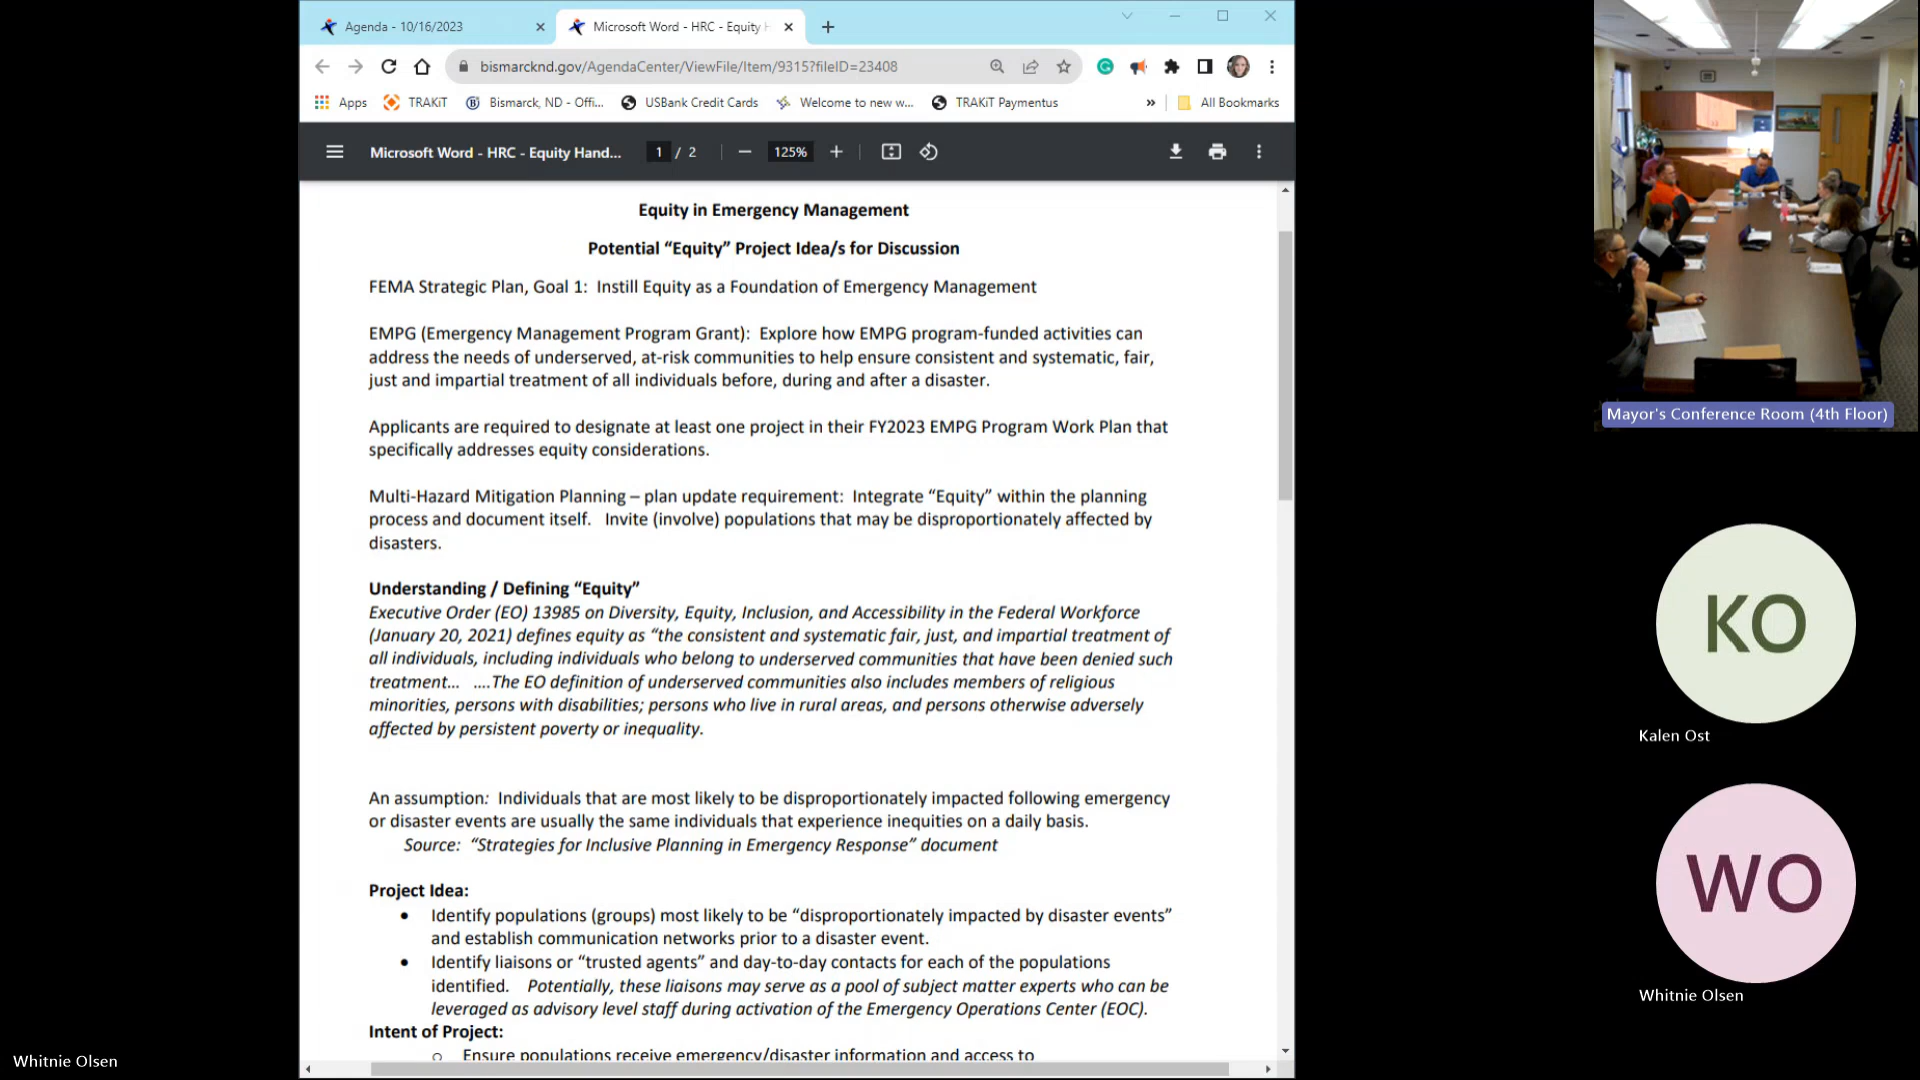 Agenda - 10/16/2023
Microsoft Word - HRC - Equity H
bismarcknd.gov/AgendaCenter/ViewFile/Item/9315?fileID=23408
Apps
TRAKiT
Bismarck, ND - Offi...
USBank Credit Cards
Welcome to new w...
TRAKiT Paymentus
»
All Bookmarks
Microsoft Word - HRC - Equity Hand...
1 / 2
125%
Equity in Emergency Management
Potential “Equity” Project Idea/s for Discussion
FEMA Strategic Plan, Goal 1: Instill Equity as a Foundation of Emergency Management
EMPG (Emergency Management Program Grant): Explore how EMPG program-funded activities can
address the needs of underserved, at-risk communities to help ensure consistent and systematic, fair,
just and impartial treatment of all individuals before, during and after a disaster.
Applicants are required to designate at least one project in their FY2023 EMPG Program Work Plan that
specifically addresses equity considerations.
Multi-Hazard Mitigation Planning – plan update requirement: Integrate “Equity” within the planning
process and document itself. Invite (involve) populations that may be disproportionately affected by
disasters.
Understanding / Defining “Equity”
Executive Order (EO) 13985 on Diversity, Equity, Inclusion, and Accessibility in the Federal Workforce
(January 20, 2021) defines equity as “the consistent and systematic fair, just, and impartial treatment of
all individuals, including individuals who belong to underserved communities that have been denied such
treatment... ....The EO definition of underserved communities also includes members of religious
minorities, persons with disabilities; persons who live in rural areas, and persons otherwise adversely
affected by persistent poverty or inequality.
An assumption: Individuals that are most likely to be disproportionately impacted following emergency
or disaster events are usually the same individuals that experience inequities on a daily basis.
Source: “Strategies for Inclusive Planning in Emergency Response” document
Project Idea:
• Identify populations (groups) most likely to be “disproportionately impacted by disaster events”
and establish communication networks prior to a disaster event.
• Identify liaisons or “trusted agents” and day-to-day contacts for each of the populations
identified. Potentially, these liaisons may serve as a pool of subject matter experts who can be
leveraged as advisory level staff during activation of the Emergency Operations Center (EOC).
Intent of Project:
o Ensure populations receive emergency/disaster information and access to
Mayor's Conference Room (4th Floor)
KO
Kalen Ost
WO
Whitnie Olsen
Whitnie Olsen